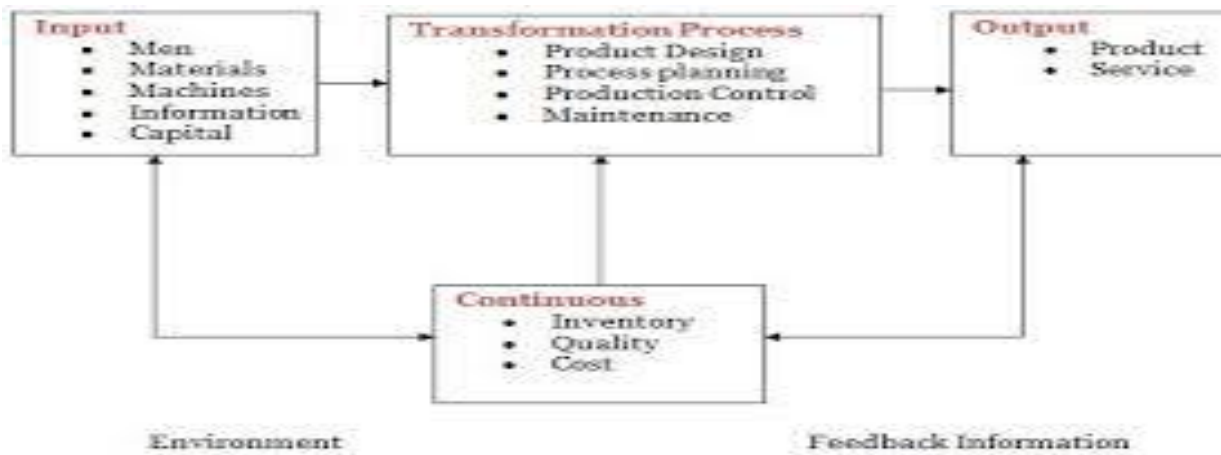 Input
• Men
• Materials
• Machines
• Information
• Capital
Transformation Process
• Product Design
• Process planning
• Production Control
• Maintenance
Output
• Product
• Service
Continuous
• Inventory
• Quality
• Cost
Environment
Feedback Information